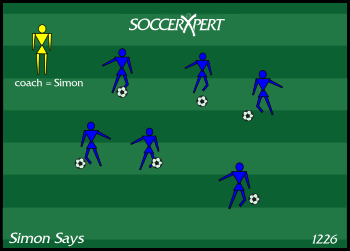 SOCCERXPERT
coach = Simon
Simon Says
1226